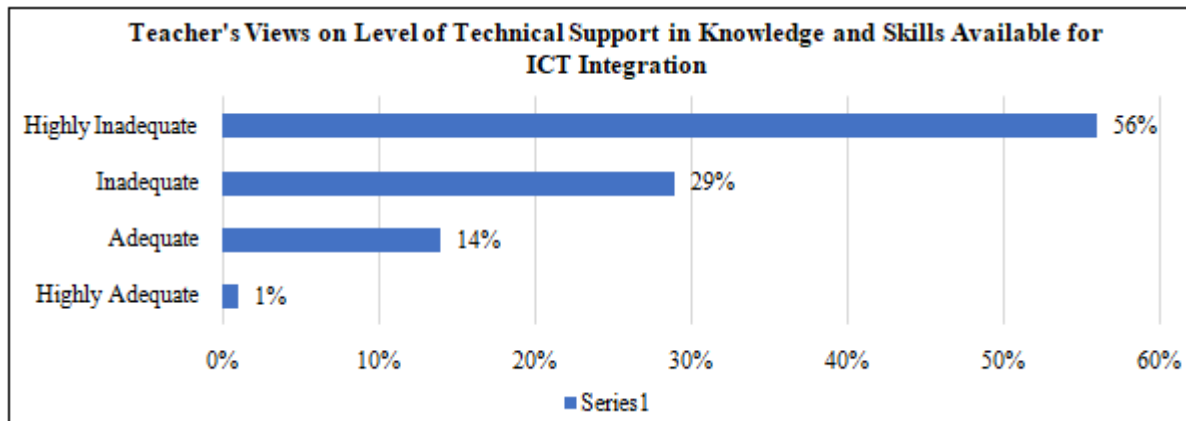 Teacher's Views on Level of Technical Support in Knowledge and Skills Available for
ICT Integration
Highly Inadequate 56%
Inadequate 29%
Adequate 14%
Highly Adequate 1%
0% 10% 20% 30% 40% 50% 60%
Series1